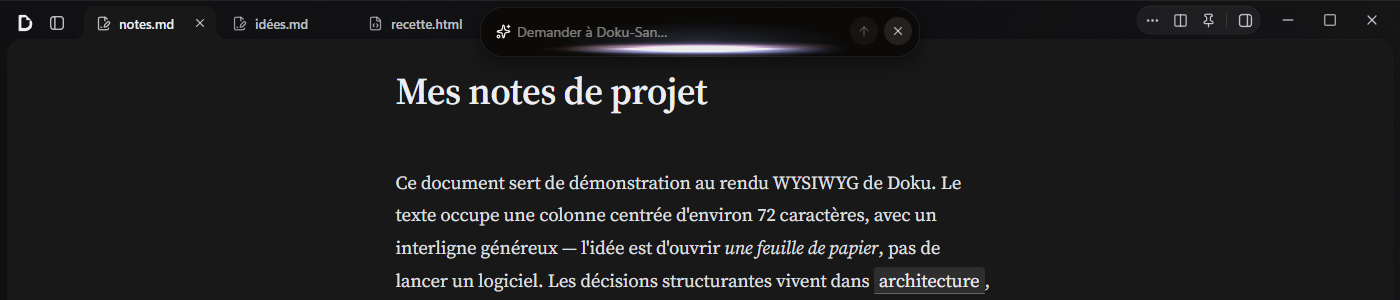 notes.md
idées.md
recette.html
Demander à Doku-San...
Mes notes de projet
Ce document sert de démonstration au rendu WYSIWYG de Doku. Le
texte occupe une colonne centrée d'environ 72 caractères, avec un
interligne généreux — l'idée est d'ouvrir une feuille de papier, pas de
lancer un logiciel. Les décisions structurantes vivent dans architecture,